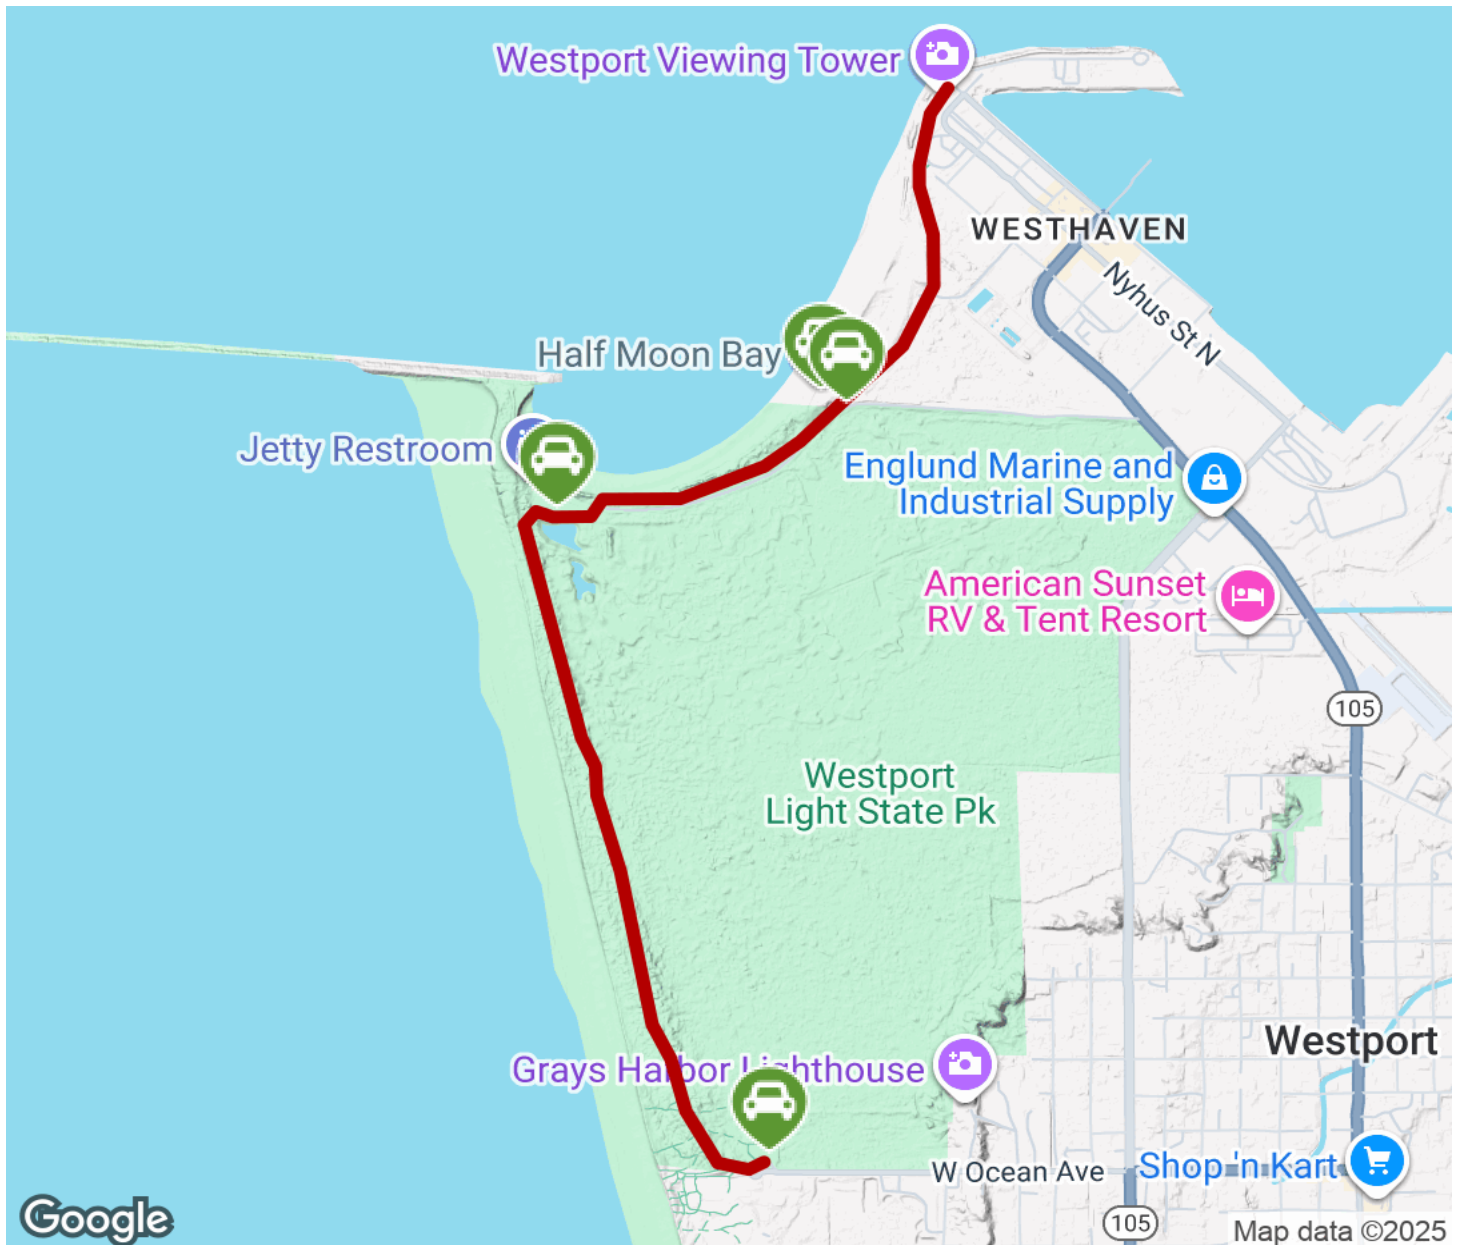 Westport Viewing Tower
WESTHAVEN
Nyhus St N
Half Moon Bay
Jetty Restroom
Englund Marine and
Industrial Supply
American Sunset
RV & Tent Resort
105
Westport
Light State Pk
Westport
Grays Harbor Lighthouse
W Ocean Ave
Shop 'n Kart
105
Google
Map data ©2025